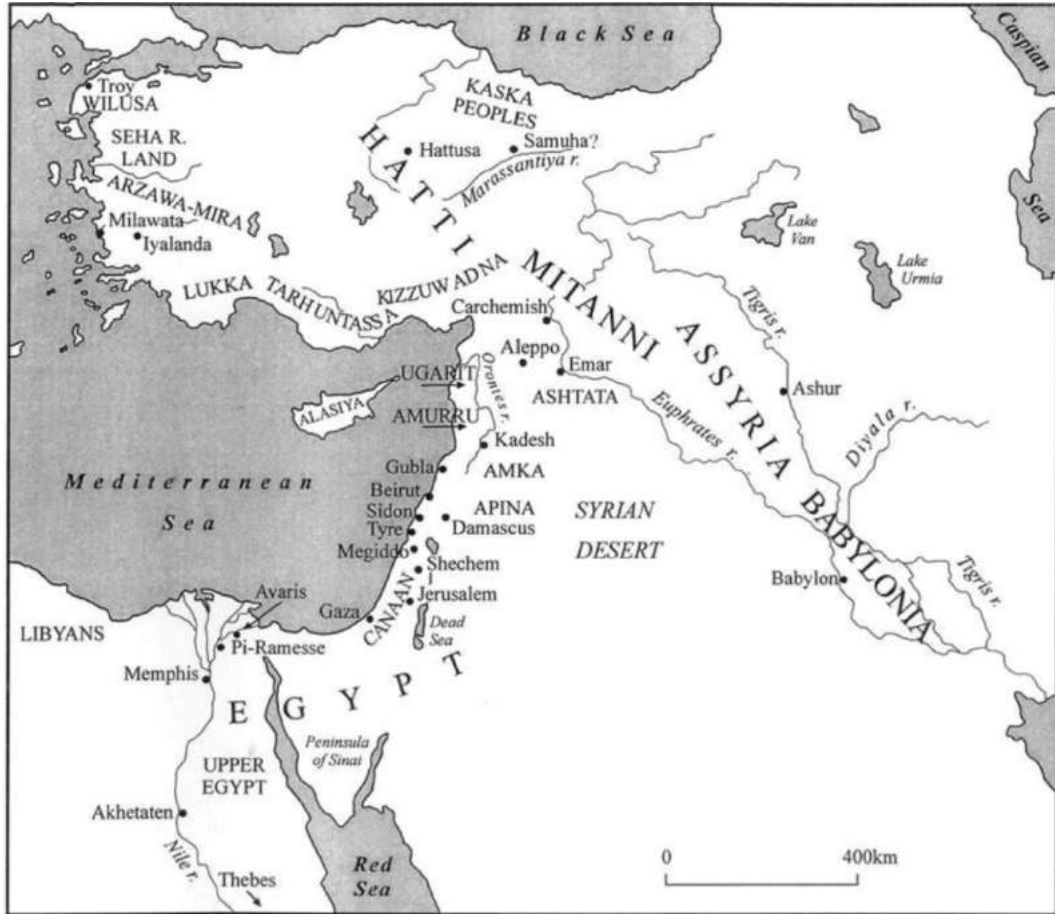 Black Sea
Caspian
Sea
Troy
WILUSA
KASKA
PEOPLES
HATTI
Hattusa
Samuha?
Marassantiya r.
SEHA R.
LAND
ARZAWA-MIRA
Milawata
Iyalanda
Lake
Van
Lake
Urmia
LUKKA
TARHUNTASSA
KIZZUWADNA
MITANNI
ASSYRIA
Tigris r.
Carchemish
Aleppo
Emar
ASHTATA
Ashur
UGARIT
Orontes r.
ALASIYA
AMURRU
Euphrates r.
Diyala r.
Kadesh
AMKA
Gubla
Mediterranean
Sea
Beirut
APINA
Sidon
Damascus
Tyre
SYRIAN
DESERT
Megiddo
Shechem
BABYLONIA
Babylon
Tigris r.
Avaris
Jerusalem
Gaza
CANAAN
Dead
Sea
LIBYANS
Pi-Ramesse
Memphis
EGYPT
Peninsula
of Sinai
UPPER
EGYPT
Akhetaten
Nile r.
Thebes
Red
Sea
0 400km